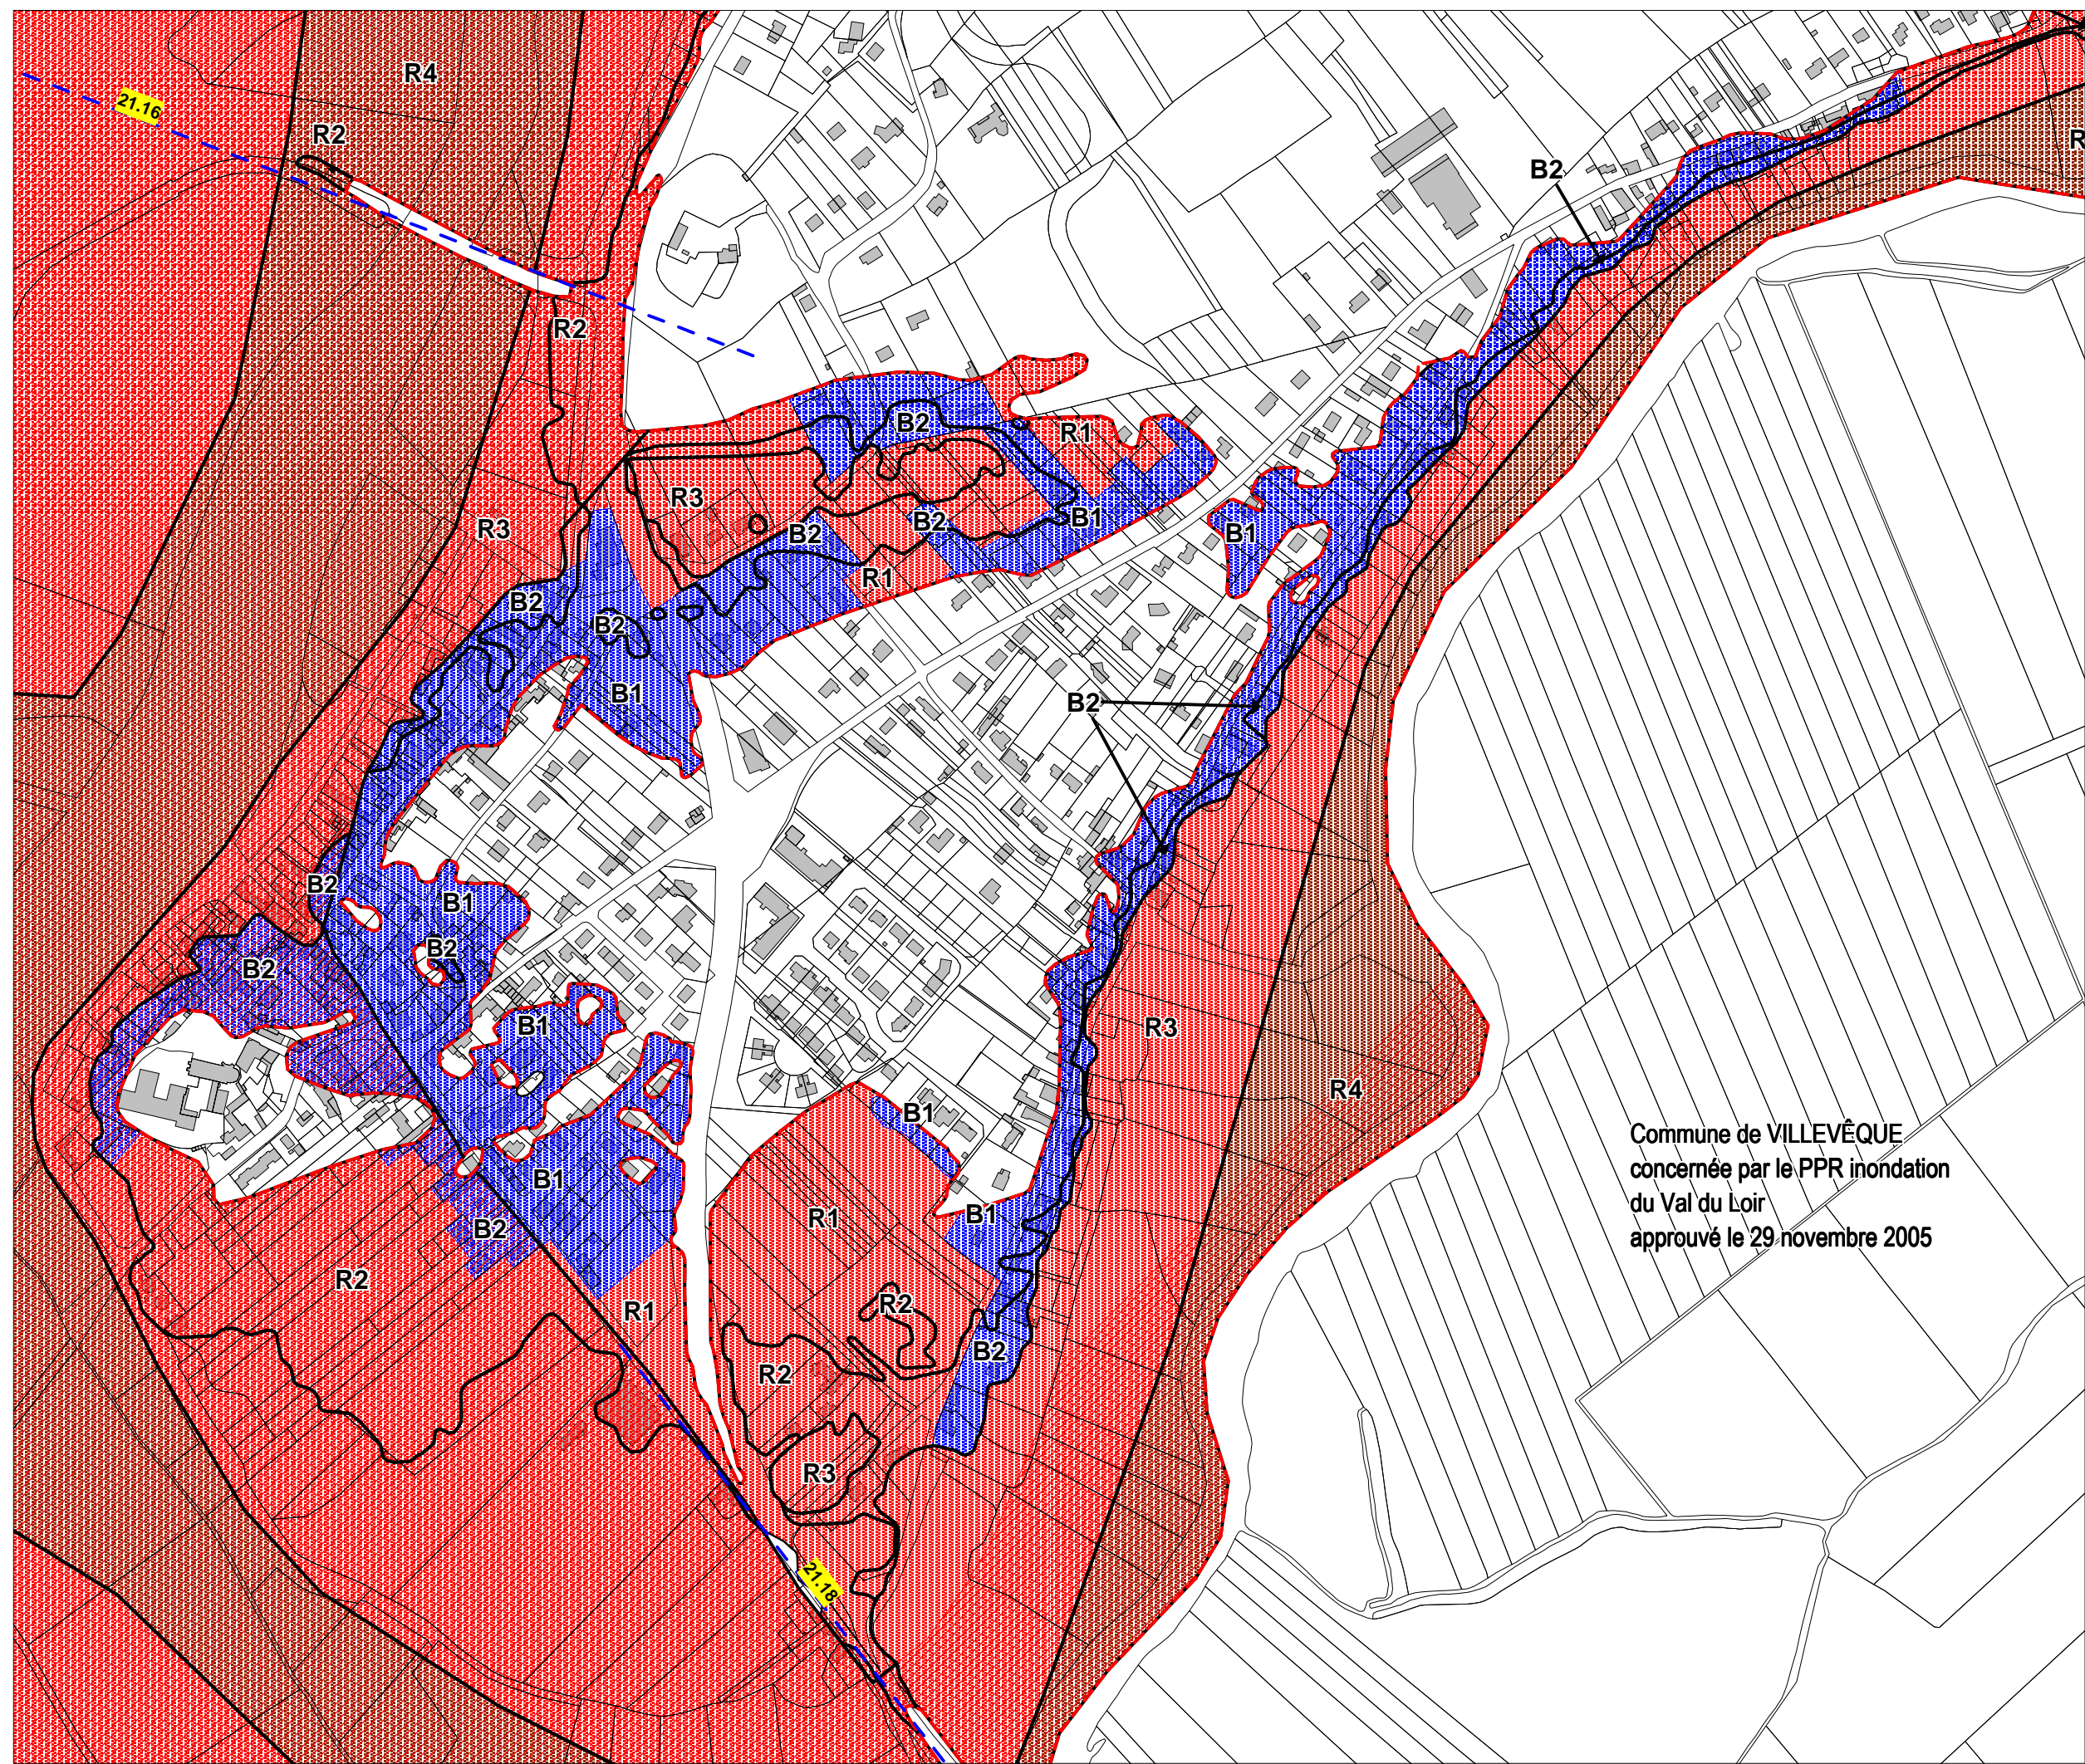 R4
21.16
R2
R
B2
R2
B2
R1
R3
R3
B2
B2
B1
B1
R1
B2
B2
B1
B2
B2
B1
B2
B2
B1
R3
R4
B1
Commune de VILLEVÊQUE
concernée par le PPR inondation
du Val du Loir
approuvé le 29 novembre 2005
B1
R1
B1
B2
R2
R1
R2
B2
R2
R3
21.18